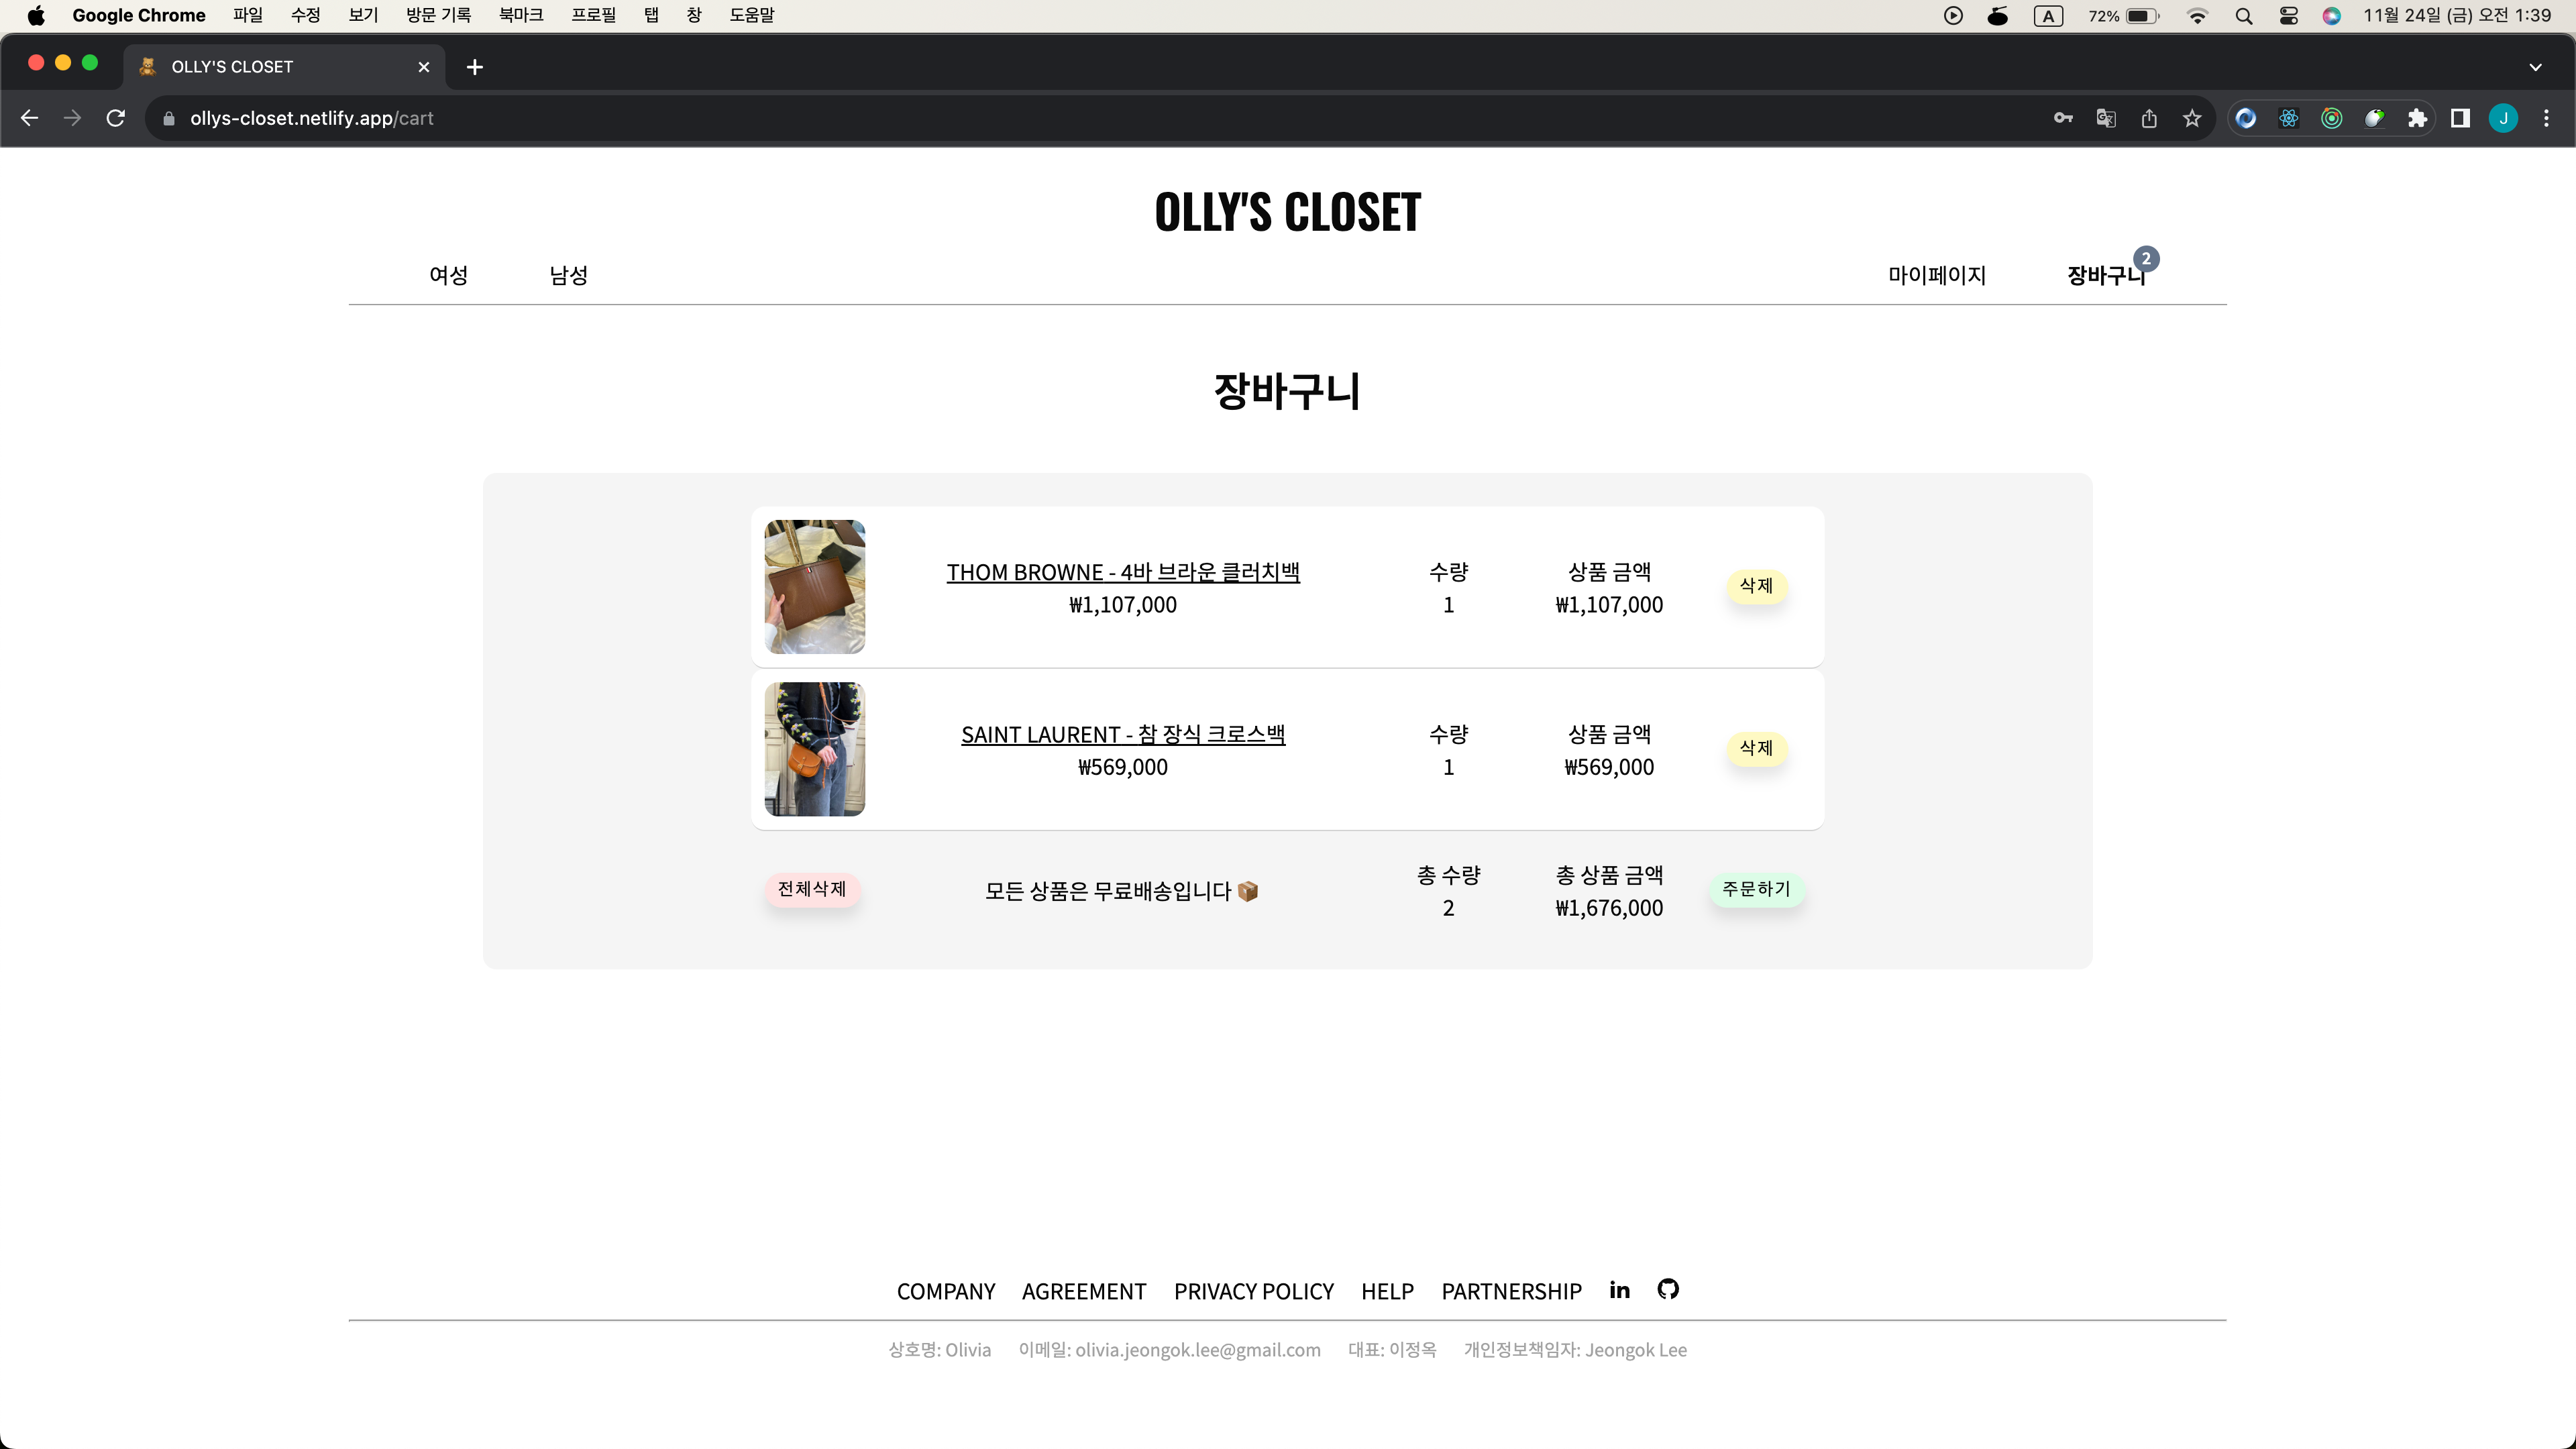 Google Chrome 파일 수정 보기 방문 기록 북마크 프로필 탭 창 도움말 A 72% 11월 24일 (금) 오전 1:39
OLLY'S CLOSET
ollys-closet.netlify.app/cart J
OLLY'S CLOSET
여성 남성 마이페이지 장바구니 2
장바구니
THOM BROWNE - 4바 브라운 클러치백 수량 상품 금액 삭제
₩1,107,000 1 ₩1,107,000
SAINT LAURENT - 참 장식 크로스백 수량 상품 금액 삭제
₩569,000 1 ₩569,000
전체삭제 모든 상품은 무료배송입니다 📦 총 수량 총 상품 금액 주문하기
2 ₩1,676,000
COMPANY AGREEMENT PRIVACY POLICY HELP PARTNERSHIP in
상호명: Olivia 이메일: olivia.jeongok.lee@gmail.com 대표: 이정옥 개인정보책임자: Jeongok Lee